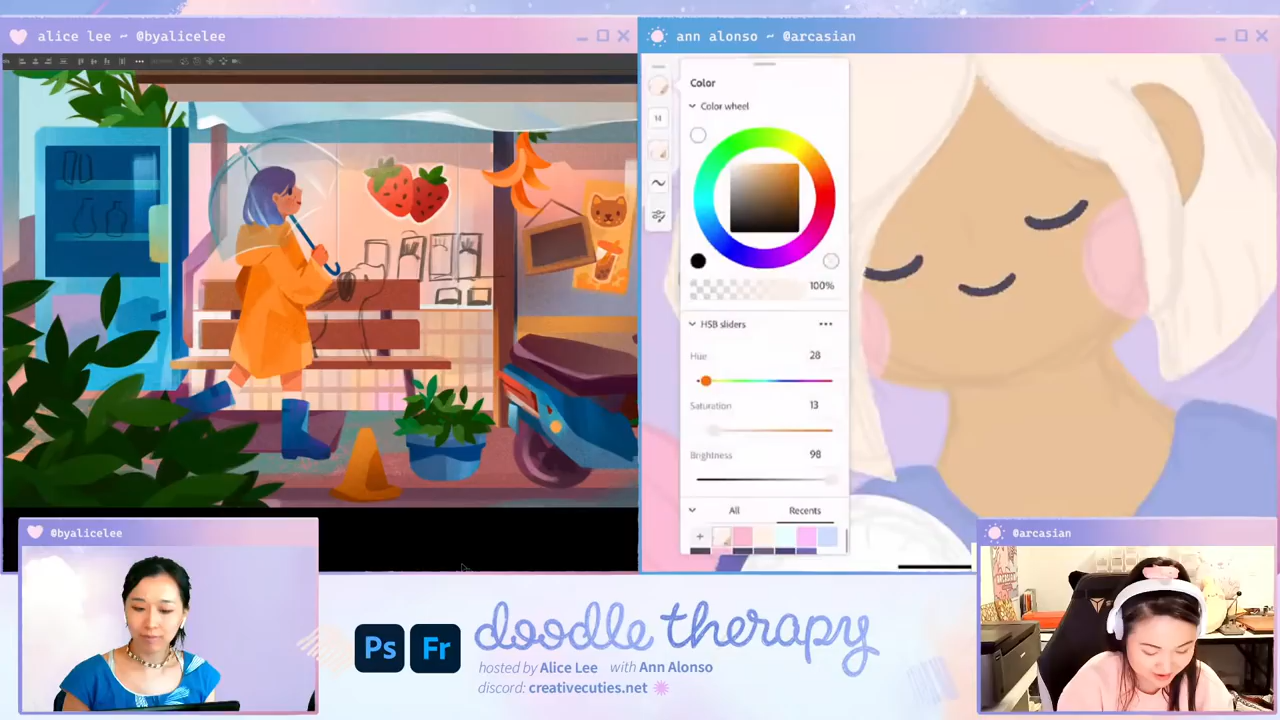 alice lee ~ @byalicelee
ann alonso ~ @arcasian
Color
Color wheel
100%
HSB sliders
Hue 28
Saturation 13
Brightness 98
All Recents
@byalicelee
@arcasian
Ps Fr doodle therapy
hosted by Alice Lee with Ann Alonso
discord: creativecuties.net